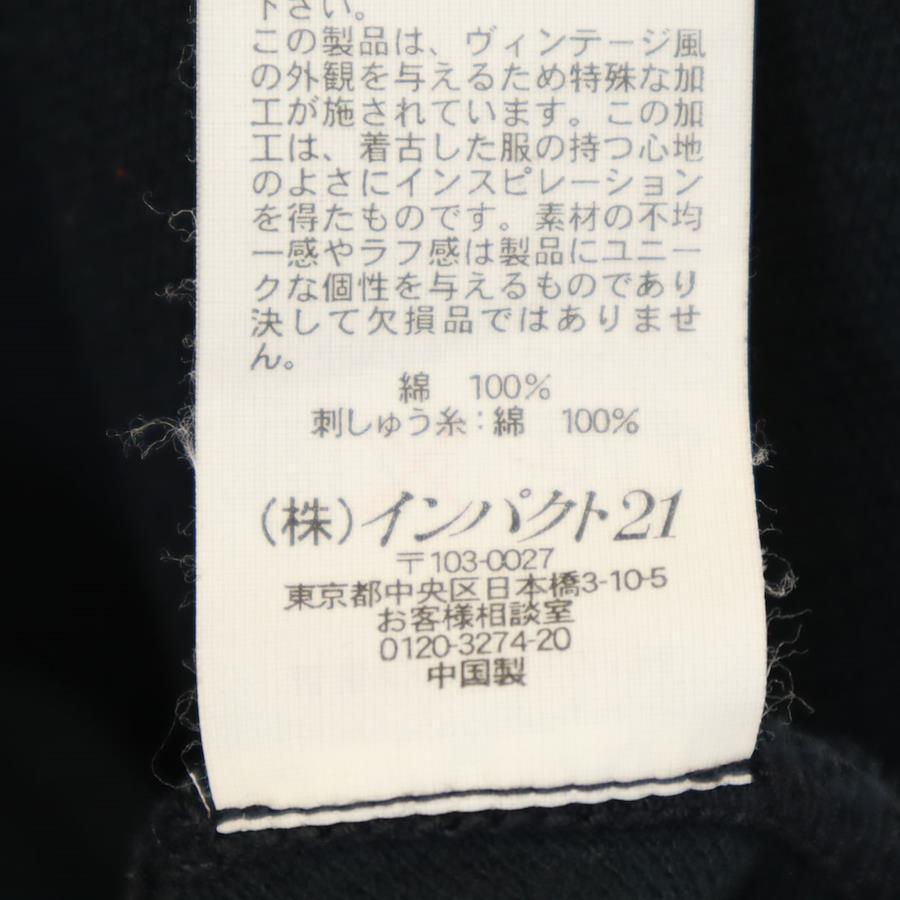 下さい。
この製品は、ヴィンテージ風
の外観を与えるため特殊な加
工が施されています。この加
工は、着古した服の持つ心地
のよさにインスピレーション
を得たものです。素材の不均
一感やラフ感は製品にユニー
クな個性を与えるものであり
決して欠損品ではありませ
ん。
綿　100%
刺しゅう糸：綿　100%
（株）インパクト21
〒103-0027
東京都中央区日本橋3-10-5
お客様相談室
0120-3274-20
中国製